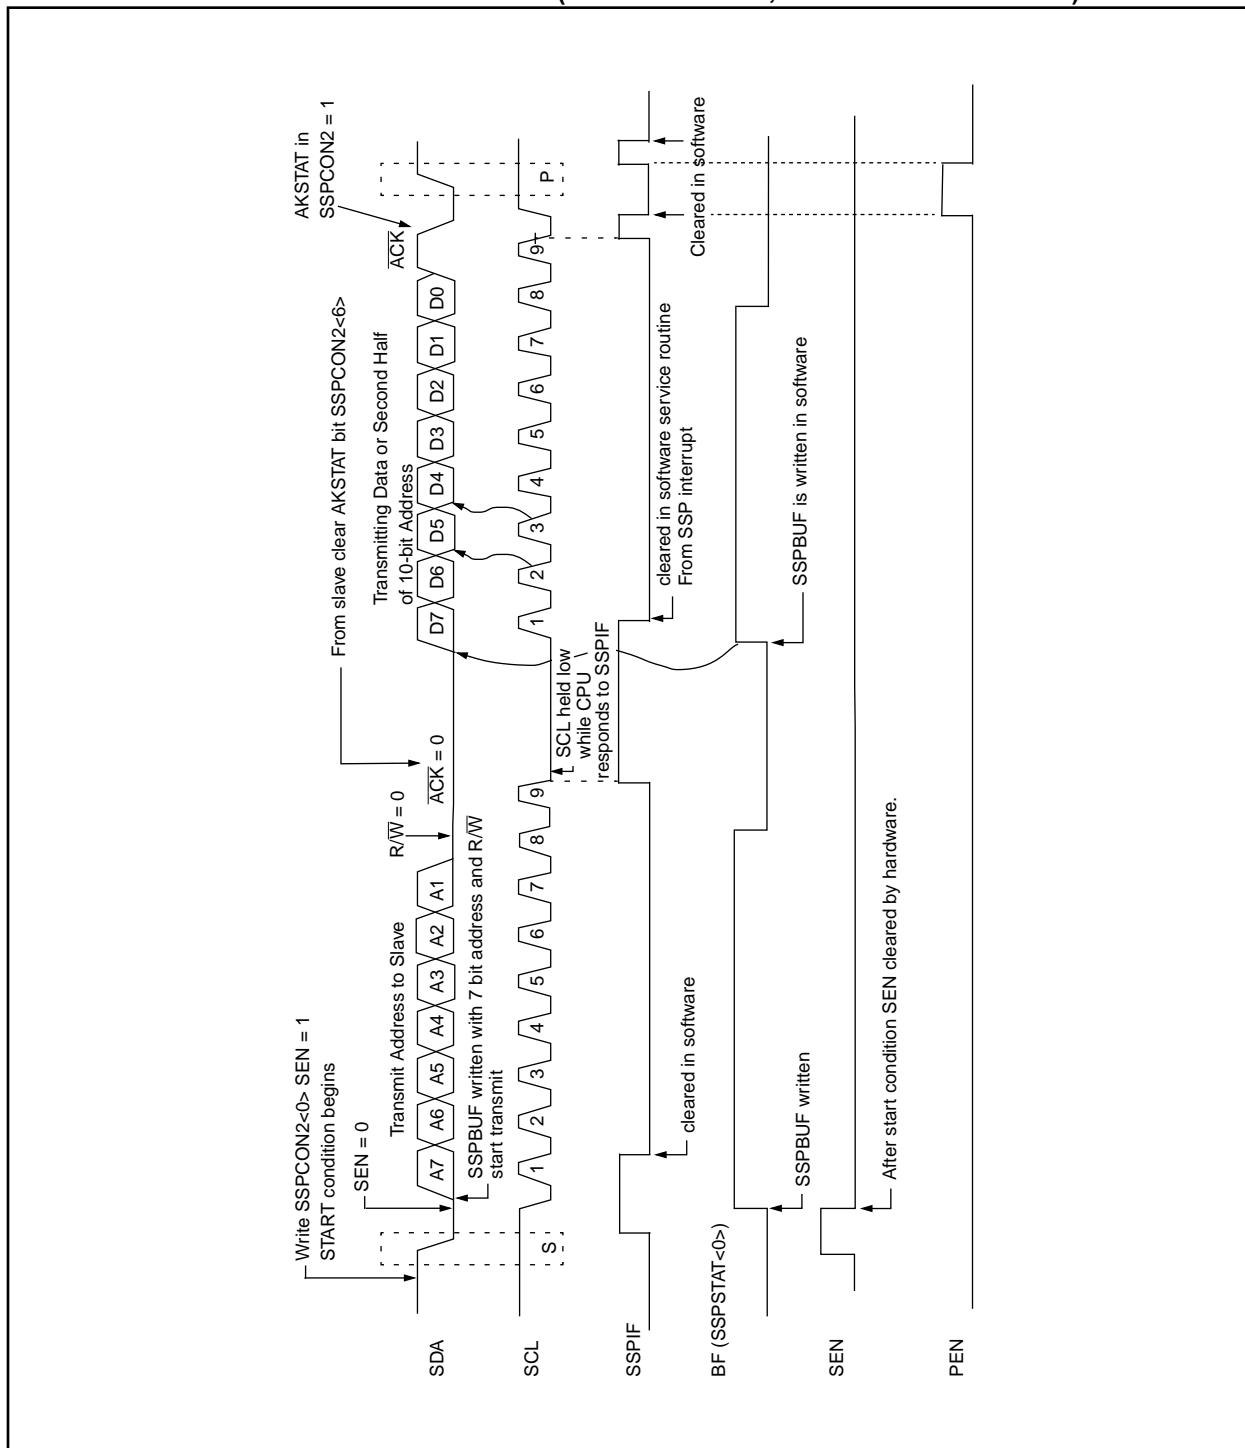 Write SSPCON2<0> SEN = 1
START condition begins
SEN = 0
Transmit Address to Slave
R/W = 0
From slave clear AKSTAT bit SSPCON2<6>
ACK = 0
Transmitting Data or Second Half
of 10-bit Address
AKSTAT in
SSPCON2 = 1
ACK
SDA
A7 A6 A5 A4 A3 A2 A1
D7 D6 D5 D4 D3 D2 D1 D0
SSPBUF written with 7 bit address and R/W
start transmit
SCL
S
1 2 3 4 5 6 7 8 9
1 2 3 4 5 6 7 8 9
P
SCL held low
while CPU
responds to SSPIF
SSPIF
cleared in software
cleared in software service routine
From SSP interrupt
Cleared in software
Cleared in software
BF (SSPSTAT<0>)
SSPBUF written
SSPBUF is written in software
SEN
After start condition SEN cleared by hardware.
PEN